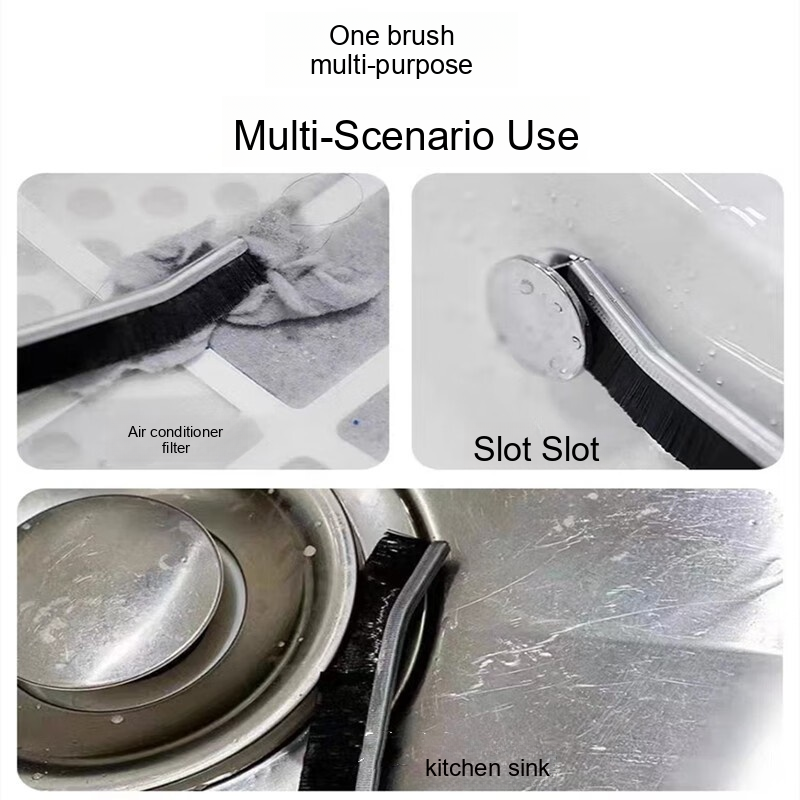 One brush
multi-purpose
Multi-Scenario Use
Air conditioner
filter
Slot Slot
kitchen sink